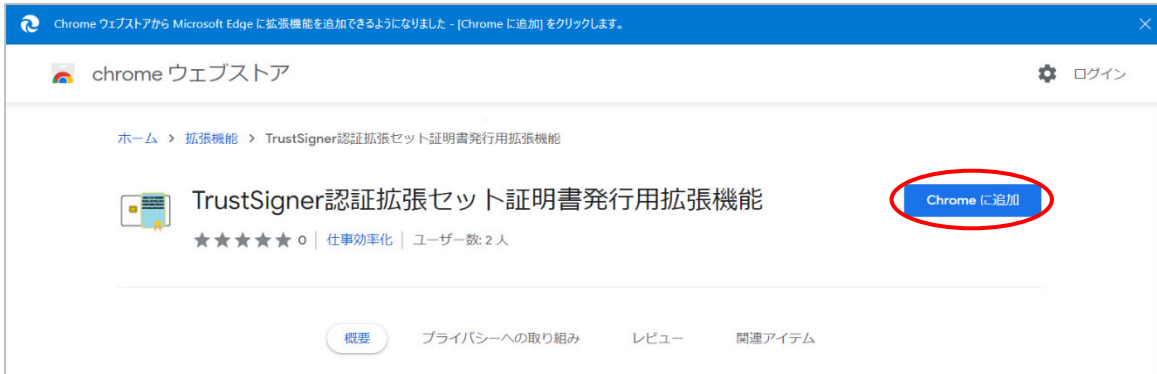 Chrome ウェブストアから Microsoft Edge に拡張機能を追加できるようになりました - [Chrome に追加] をクリックします。
chrome ウェブストア
ログイン
ホーム > 拡張機能 > TrustSigner認証拡張セット証明書発行用拡張機能
TrustSigner認証拡張セット証明書発行用拡張機能
Chrome に追加
★★★★★ 0 | 仕事効率化 | ユーザー数: 2 人
概要 プライバシーへの取り組み レビュー 関連アイテム